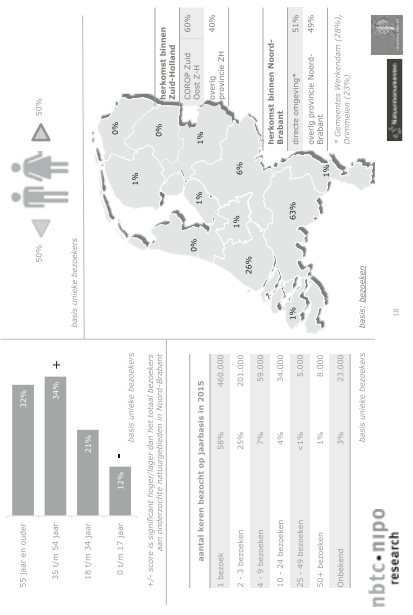 55 jaar en ouder
32%
35 t/m 54 jaar
34%
+
18 t/m 34 jaar
21%
0 t/m 17 jaar
12%
-
basis unieke bezoekers
+/- score is significant hoger/lager dan het totaal bezoekers
aan onderzochte natuurgebieden in Noord-Brabant
aantal keren bezocht op jaarbasis in 2015
1 bezoek 58% 460.000
2 - 3 bezoeken 25% 201.000
4 - 9 bezoeken 7% 59.000
10 - 24 bezoeken 4% 34.000
25 - 49 bezoeken <1% 5.000
50+ bezoeken 1% 8.000
Onbekend 3% 23.000
basis unieke bezoekers
50%
50%
basis unieke bezoekers
0%
0%
1%
1%
1%
0%
6%
1%
26%
63%
1%
1%
herkomst binnen
Zuid-Holland
COROP Zuid
Oost Z-H
60%
overig
provincie ZH
40%
herkomst binnen Noord-
Brabant
directe omgeving* 51%
overig provincie Noord-
Brabant
49%
* Gemeentes Werkendam (28%),
Drimmelen (23%)
basis: bezoeken
nbtc•nipo
research
18
Natuurmonumenten